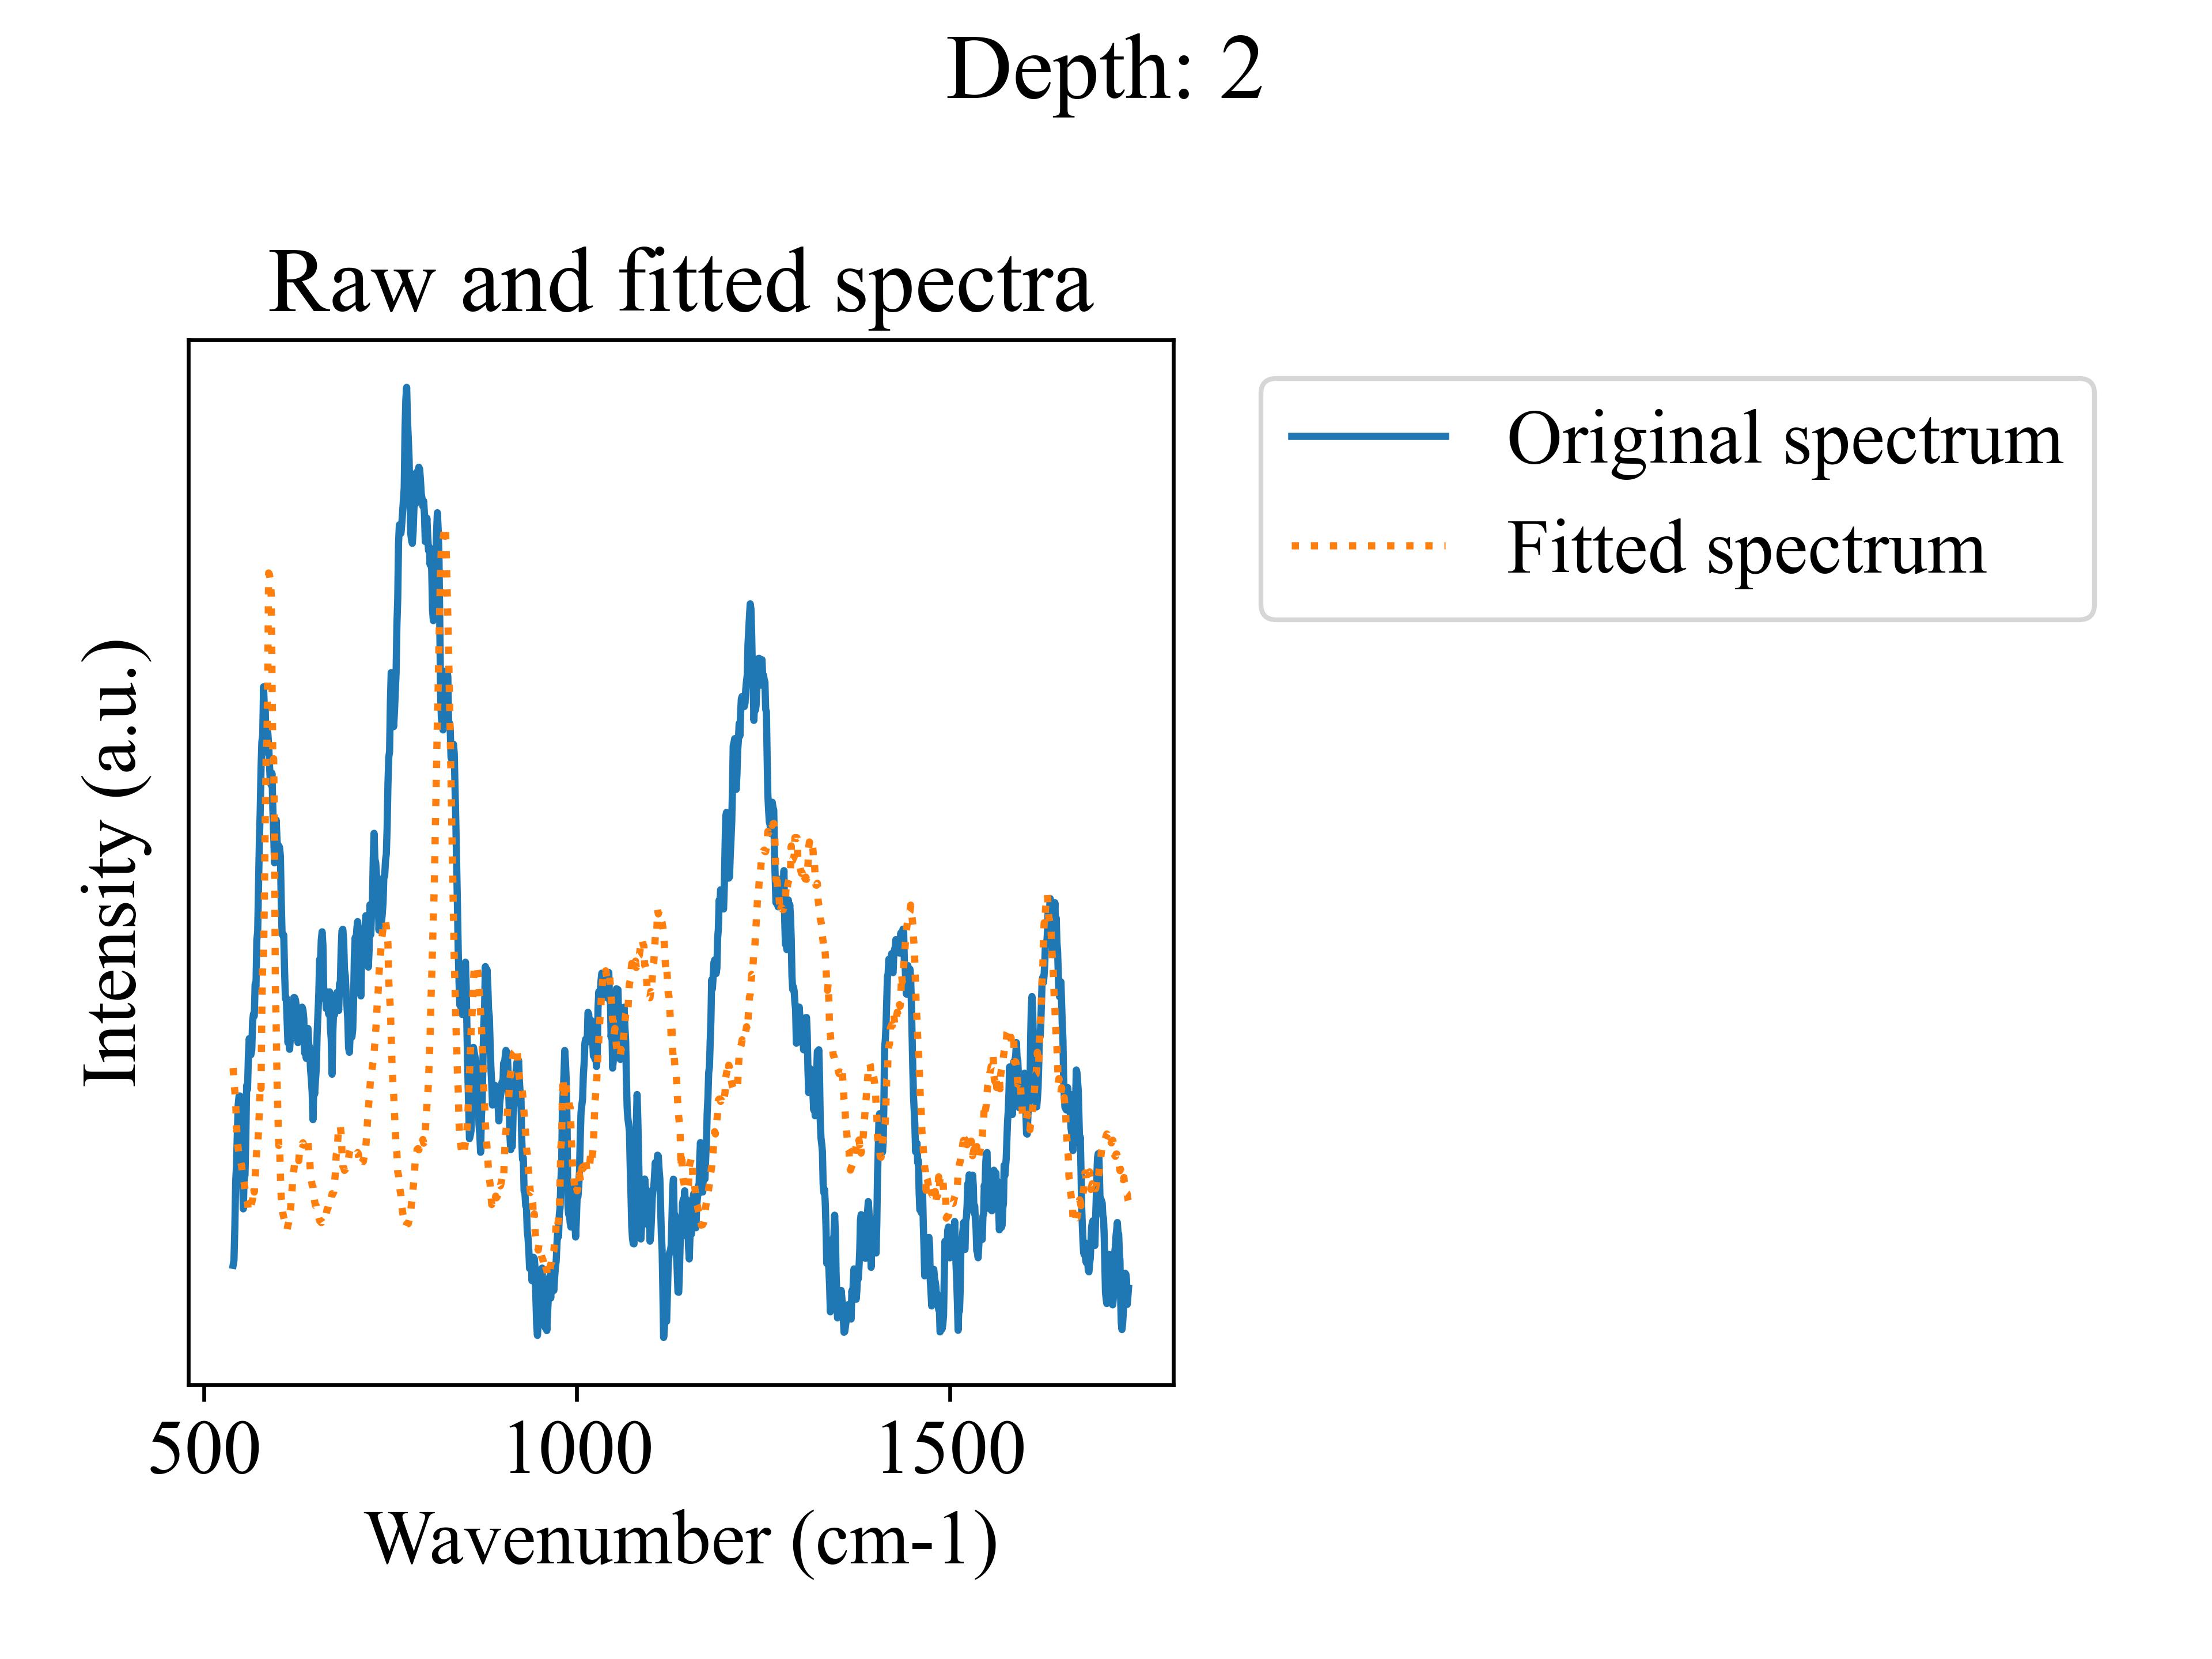 Depth: 2
Raw and fitted spectra
Original spectrum
Fitted spectrum
Intensity (a.u.)
500 1000 1500
Wavenumber (cm-1)